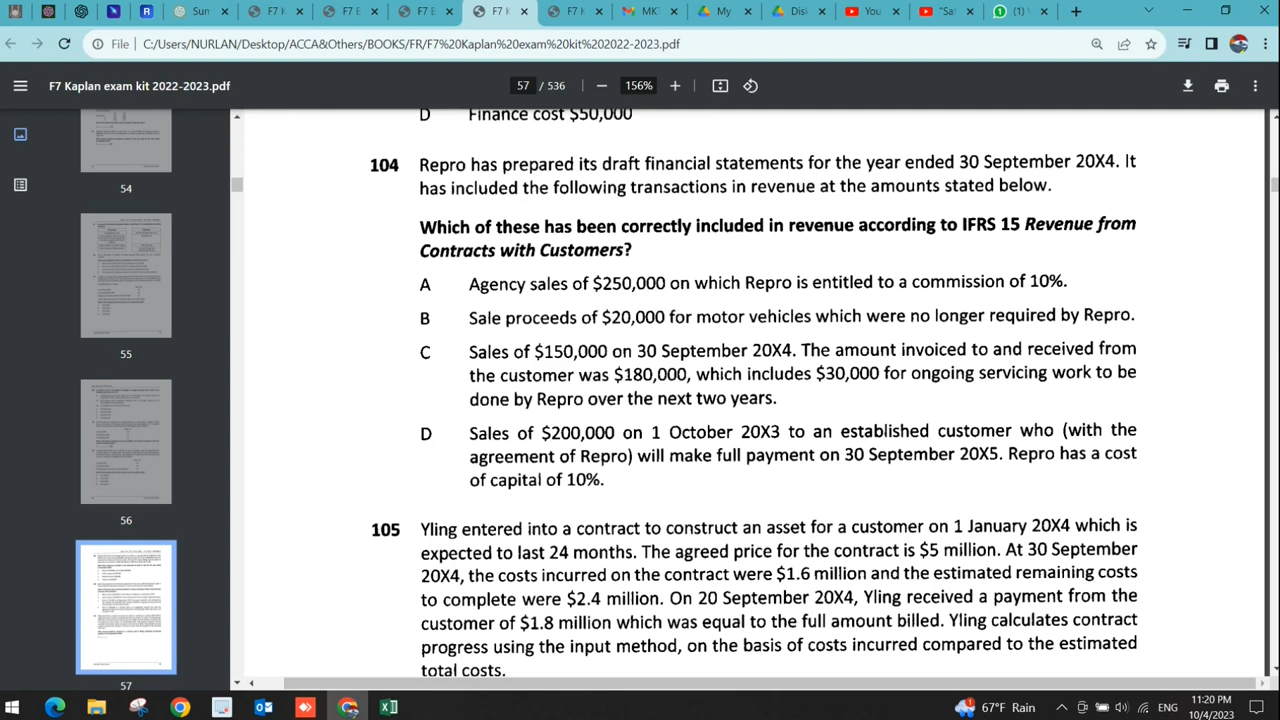 Sun
F7 K
F7 E
F7 E
F7 K
F7 K
MKT
My
Disk
You
"Sal
(1)
File
C:/Users/NURLAN/Desktop/ACCA&Others/BOOKS/FR/F7%20Kaplan%20exam%20kit%202022-2023.pdf
F7 Kaplan exam kit 2022-2023.pdf
57 / 536
156%
D Finance cost $50,000
104 Repro has prepared its draft financial statements for the year ended 30 September 20X4. It
has included the following transactions in revenue at the amounts stated below.
Which of these has been correctly included in revenue according to IFRS 15 Revenue from
Contracts with Customers?
A Agency sales of $250,000 on which Repro is entitled to a commission of 10%.
B Sale proceeds of $20,000 for motor vehicles which were no longer required by Repro.
C Sales of $150,000 on 30 September 20X4. The amount invoiced to and received from
the customer was $180,000, which includes $30,000 for ongoing servicing work to be
done by Repro over the next two years.
D Sales of $200,000 on 1 October 20X3 to an established customer who (with the
agreement of Repro) will make full payment on 30 September 20X5. Repro has a cost
of capital of 10%.
105 Yling entered into a contract to construct an asset for a customer on 1 January 20X4 which is
expected to last 24 months. The agreed price for the contract is $5 million. At 30 September
20X4, the costs incurred on the contract were $1.6 million and the estimated remaining costs
to complete were $2.4 million. On 20 September 20X4 Yling received a payment from the
customer of $1.8 million which was equal to the full amount billed. Yling calculates contract
progress using the input method, on the basis of costs incurred compared to the estimated
total costs.
54
55
56
57
67°F Rain
ENG
11:20 PM
10/4/2023